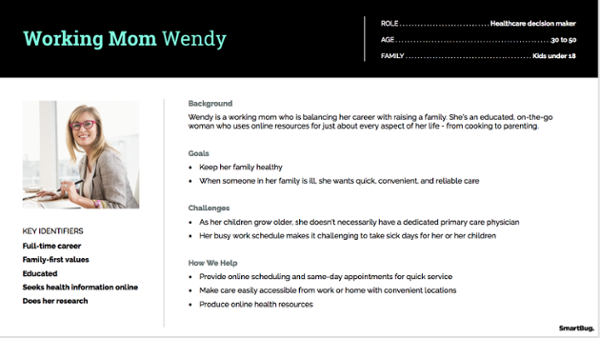 Working Mom Wendy
ROLE ........................ Healthcare decision maker
AGE ........................ 30 to 50
FAMILY ........................ Kids under 18
Background
Wendy is a working mom who is balancing her career with raising a family. She's an educated, on-the-go
woman who uses online resources for just about every aspect of her life - from cooking to parenting.
Goals
• Keep her family healthy
• When someone in her family is ill, she wants quick, convenient, and reliable care
Challenges
• As her children grow older, she doesn't necessarily have a dedicated primary care physician
• Her busy work schedule makes it challenging to take sick days for her or her children
How We Help
• Provide online scheduling and same-day appointments for quick service
• Make care easily accessible from work or home with convenient locations
• Produce online health resources
KEY IDENTIFIERS
Full-time career
Family-first values
Educated
Seeks health information online
Does her research
SmartBug.